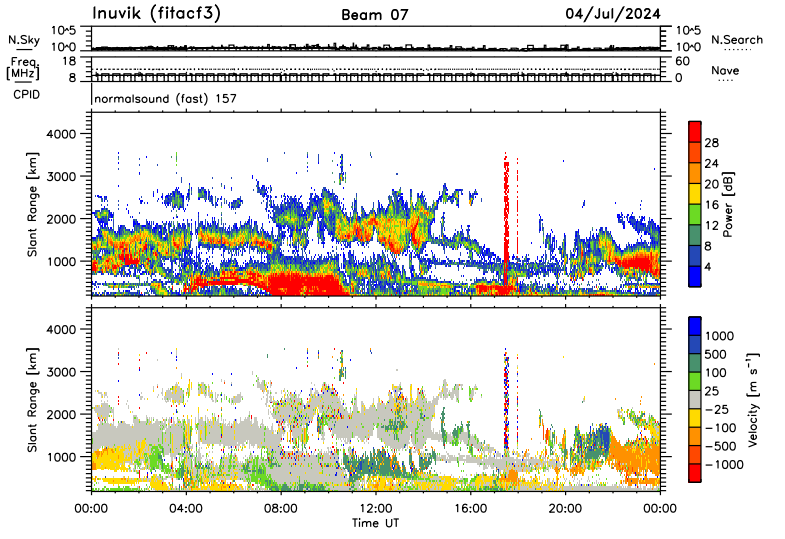 Inuvik (fitacf3) Beam 07 04/Jul/2024
N.Sky 10^5 10^0 10^5 10^0 N.Search
Freq. [MHz] 18 8 60 0 Nave
CPID normalsound (fast) 157
Slant Range [km] 4000 3000 2000 1000
28 24 20 16 12 8 4 Power [dB]
Slant Range [km] 4000 3000 2000 1000
1000 500 100 25 -25 -100 -500 -1000 Velocity [m s^-1]
00:00 04:00 08:00 12:00 16:00 20:00 00:00
Time UT